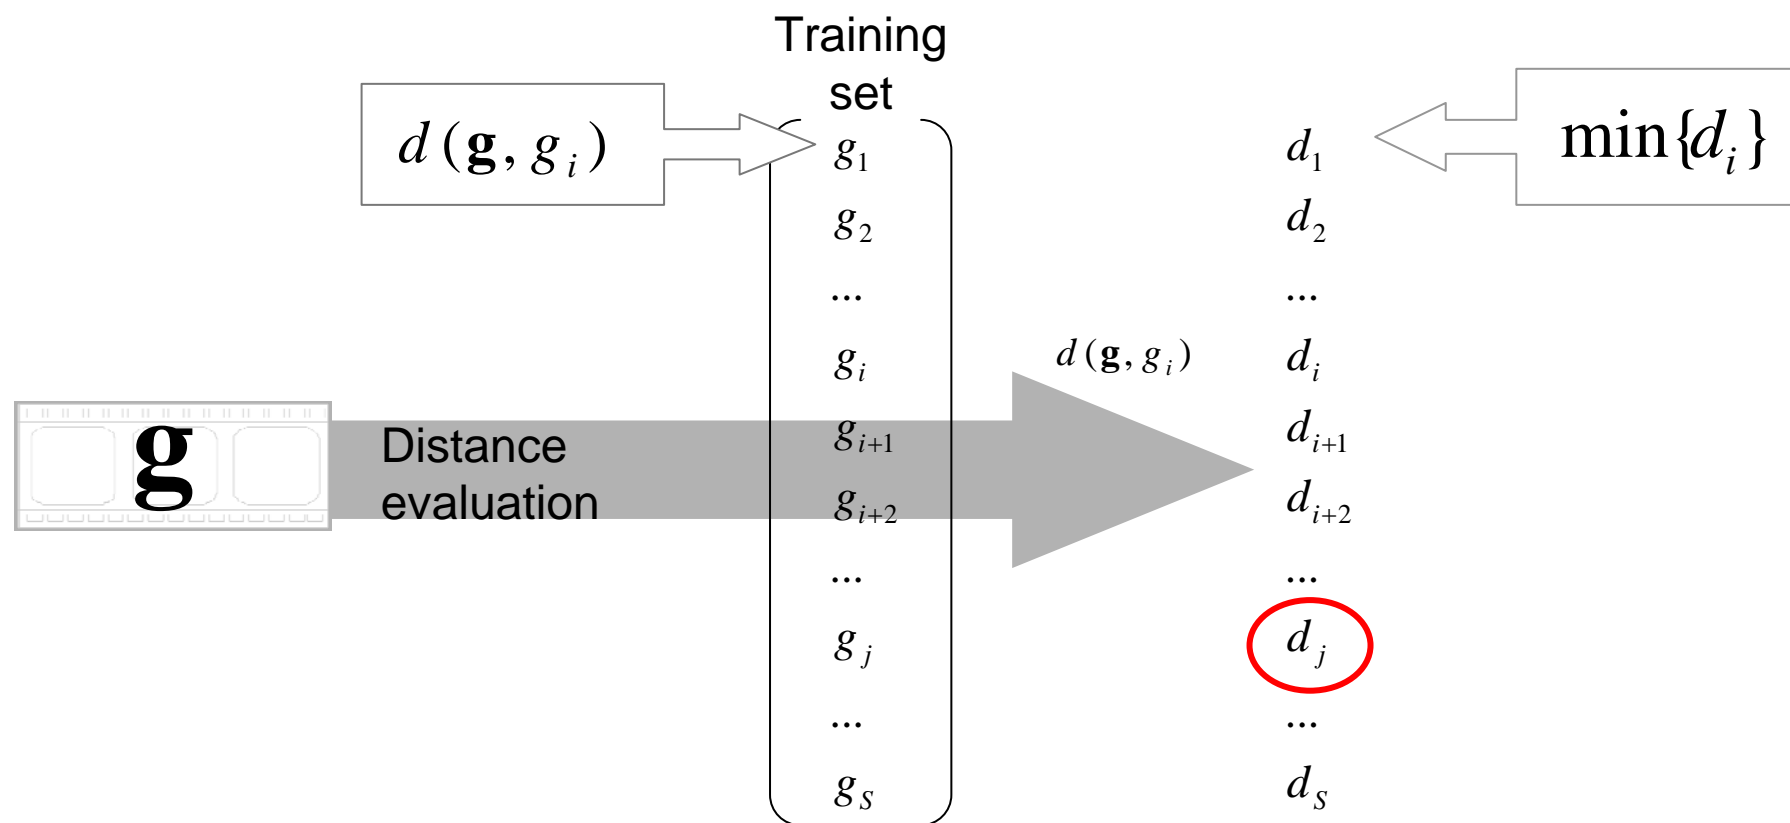 Training
set
d(g, g_i)
g_1
g_2
...
g_i
g_{i+1}
g_{i+2}
...
g_j
...
g_S
g
Distance
evaluation
d(g, g_i)
d_1
d_2
...
d_i
d_{i+1}
d_{i+2}
...
d_j
...
d_S
min{d_i}